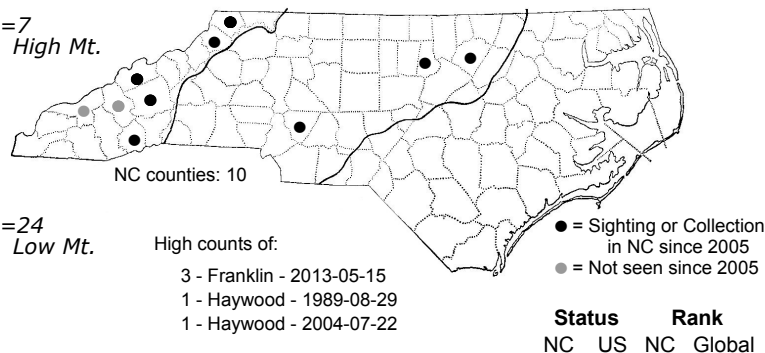 =7
High Mt.
NC counties: 10
=24
Low Mt.
High counts of:
3 - Franklin - 2013-05-15
1 - Haywood - 1989-08-29
1 - Haywood - 2004-07-22
= Sighting or Collection
in NC since 2005
= Not seen since 2005
Status Rank
NC US NC Global